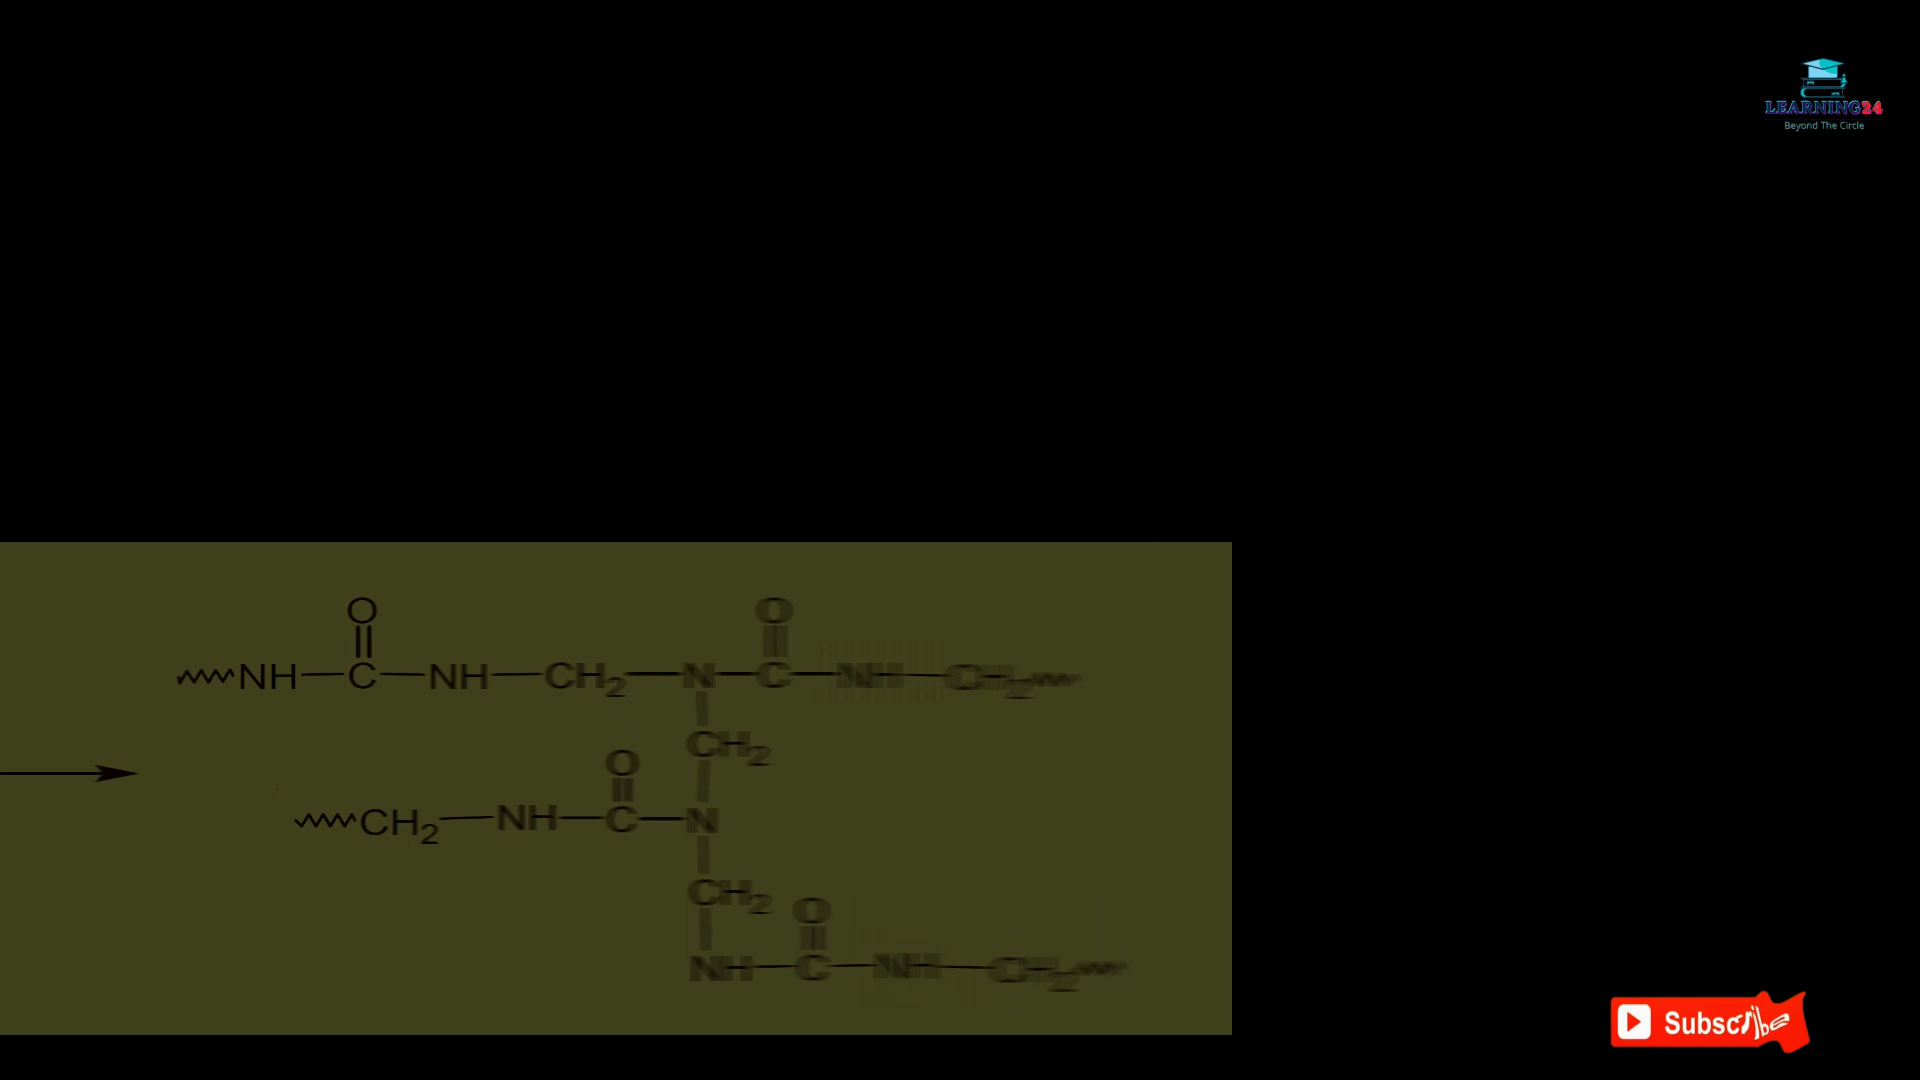 LEARNING24
Beyond The Circle
O O
NH C NH CH2 N C NH CH2
CH2
O
CH2 NH C N
CH2
O
NH C NH CH2
Subscribe